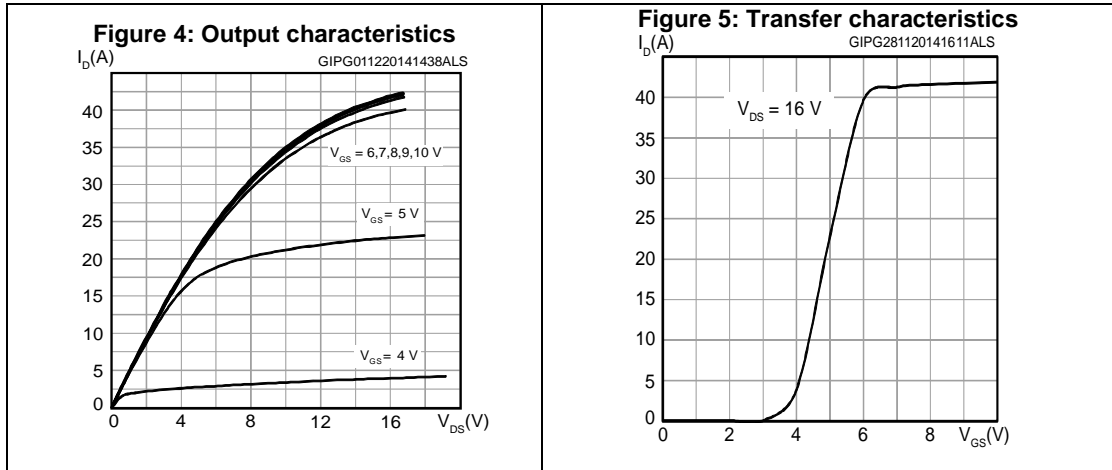 Figure 4: Output characteristics
I_D(A)
GIPG011220141438ALS
40
35
V_GS = 6,7,8,9,10 V
30
25
V_GS = 5 V
20
15
10
V_GS = 4 V
5
0
0 4 8 12 16 V_DS(V)
Figure 5: Transfer characteristics
I_D(A)
GIPG281120141611ALS
40
V_DS = 16 V
35
30
25
20
15
10
5
0
0 2 4 6 8 V_GS(V)